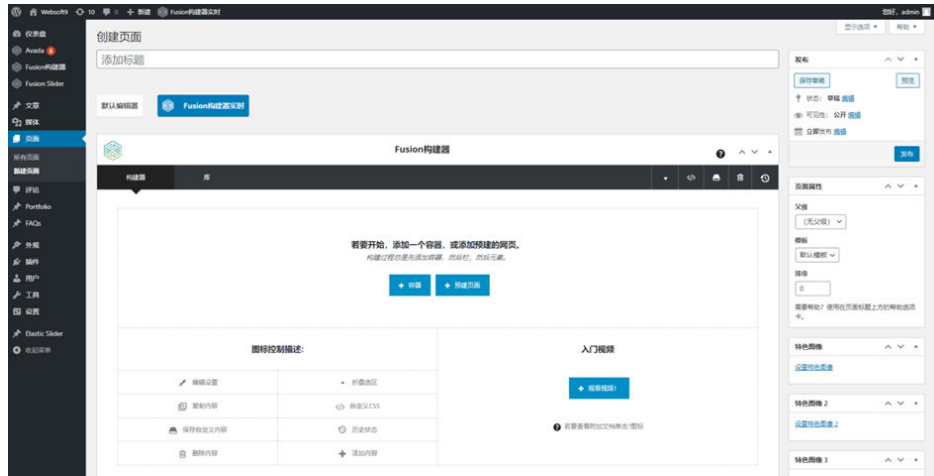 Websoft9 10 0 新建 Fusion构建器实时
您好, admin
仪表盘
Avada
Fusion构建器
Fusion Slider
文章
媒体
页面
所有页面
新建页面
评论
Portfolio
FAQs
外观
插件
用户
工具
设置
Elastic Slider
收起菜单
显示选项 帮助
创建页面
添加标题
默认编辑器 Fusion构建器实时
Fusion构建器
构建器 库
若要开始，添加一个容器，或添加预建的网页。
构建过程总是先添加容器，然后栏，然后元素。
+ 容器 + 预建页面
图标控制描述:
编辑设置 折叠选区
复制内容 自定义CSS
保存自定义内容 历史状态
删除内容 添加内容
入门视频
+ 观看视频!
若要查看附加文档单击?图标
发布
保存草稿 预览
状态: 草稿 编辑
可见性: 公开 编辑
立即发布 编辑
发布
页面属性
父级
(无父级)
模板
默认模板
排序
0
需要帮助？使用在页面标题上方的帮助选项
卡。
特色图像
设置特色图像
特色图像 2
设置特色图像 2
特色图像 3